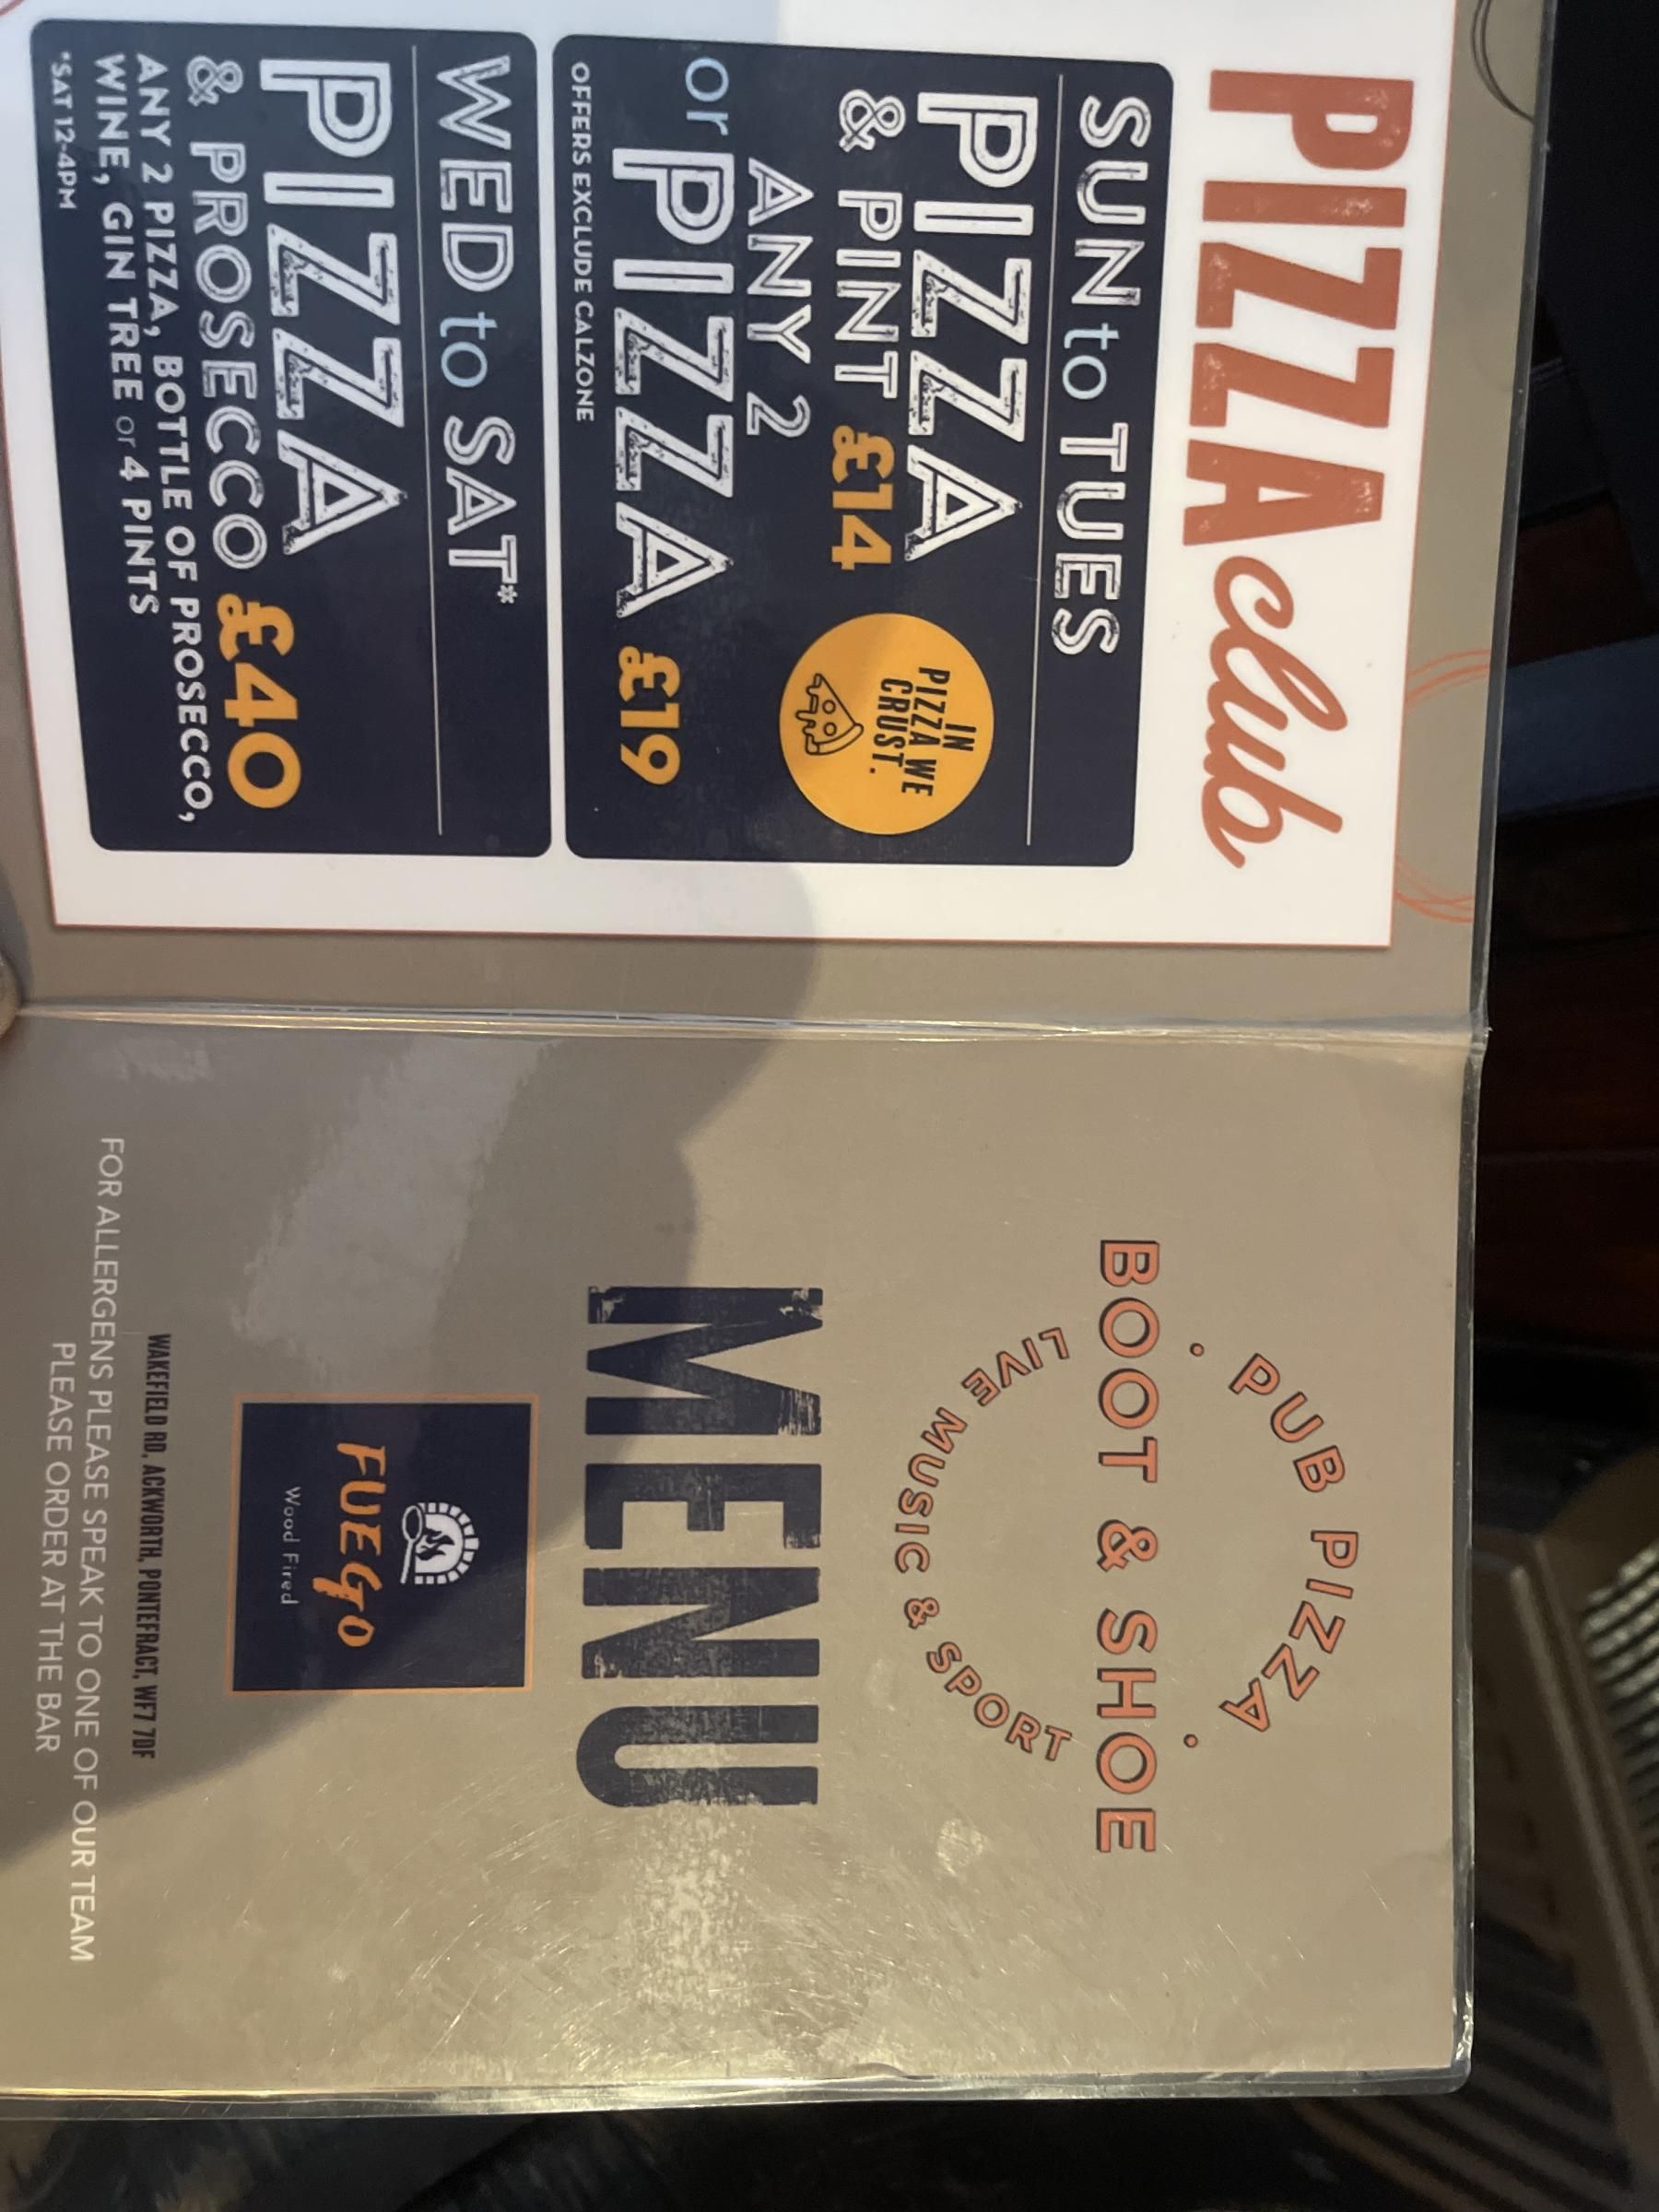 PIZZA club
SUN to TUES
PIZZA
& PINT £14
ANY 2
or PIZZA £19
OFFERS EXCLUDE CALZONE
IN
PIZZA WE
CRUST.
WED to SAT*
PIZZA
& PROSECCO £40
ANY 2 PIZZA, BOTTLE OF PROSECCO,
WINE, GIN TREE or 4 PINTS
*SAT 12-4PM
PUB PIZZA
BOOT & SHOE
LIVE MUSIC & SPORT
MENU
FUEGO
Wood Fired
WAKEFIELD RD, ACKWORTH, PONTEFRACT, WF7 7DF
FOR ALLERGENS PLEASE SPEAK TO ONE OF OUR TEAM
PLEASE ORDER AT THE BAR